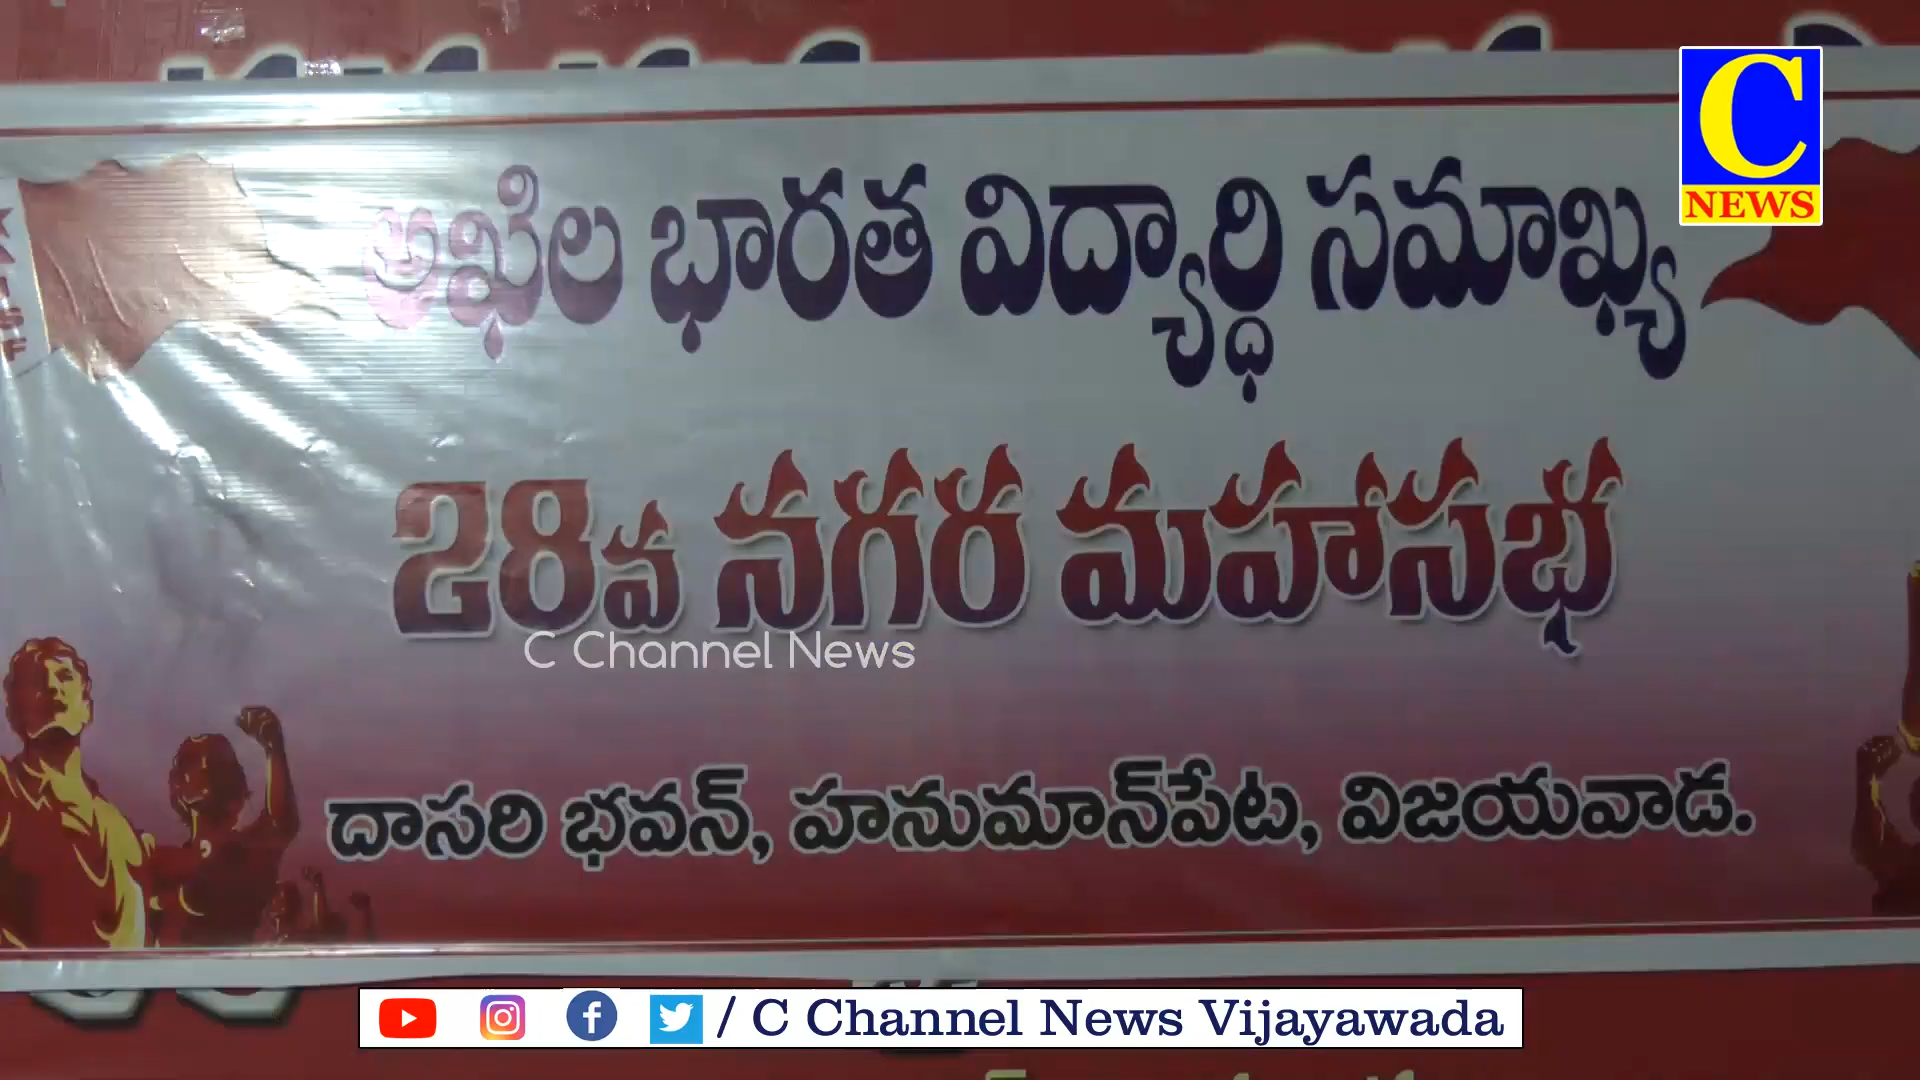 C
NEWS
అఖిల భారత విద్యార్థి సమాఖ్య
28వ నగర మహాసభ
C Channel News
దాసరి భవన్, హనుమాన్‌పేట, విజయవాడ.
/ C Channel News Vijayawada